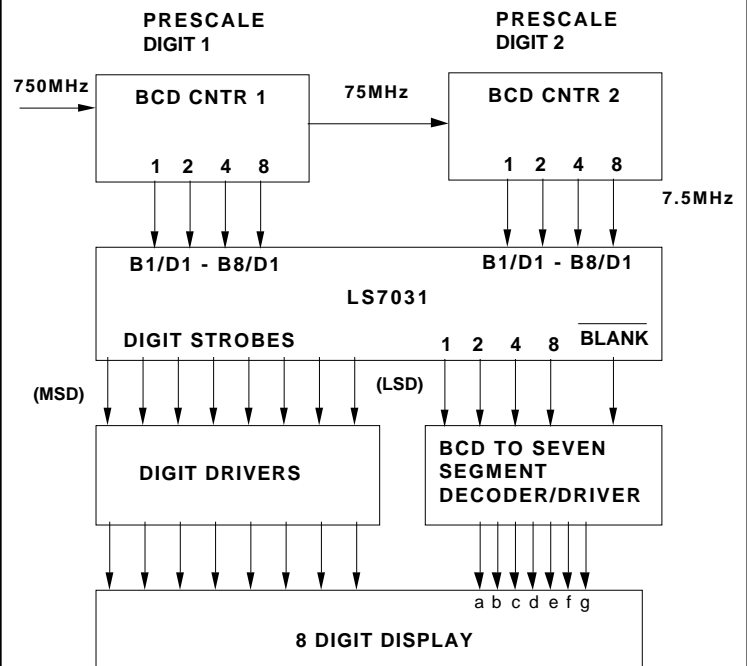 PRESCALE
DIGIT 1
PRESCALE
DIGIT 2
750MHz
BCD CNTR 1
75MHz
BCD CNTR 2
1 2 4 8
1 2 4 8
7.5MHz
B1/D1 - B8/D1
B1/D1 - B8/D1
LS7031
DIGIT STROBES
1 2 4 8
BLANK
(MSD)
(LSD)
DIGIT DRIVERS
BCD TO SEVEN
SEGMENT
DECODER/DRIVER
a b c d e f g
8 DIGIT DISPLAY